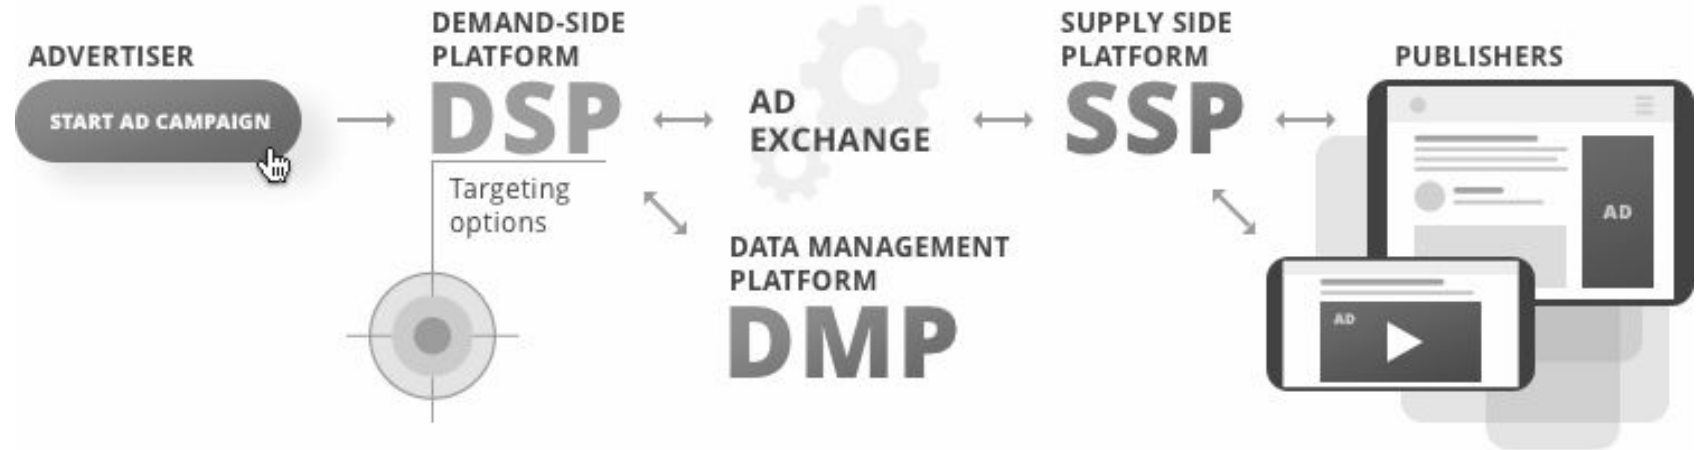 ADVERTISER
START AD CAMPAIGN
DEMAND-SIDE
PLATFORM
DSP
Targeting
options
AD
EXCHANGE
DATA MANAGEMENT
PLATFORM
DMP
SUPPLY SIDE
PLATFORM
SSP
PUBLISHERS
AD
AD